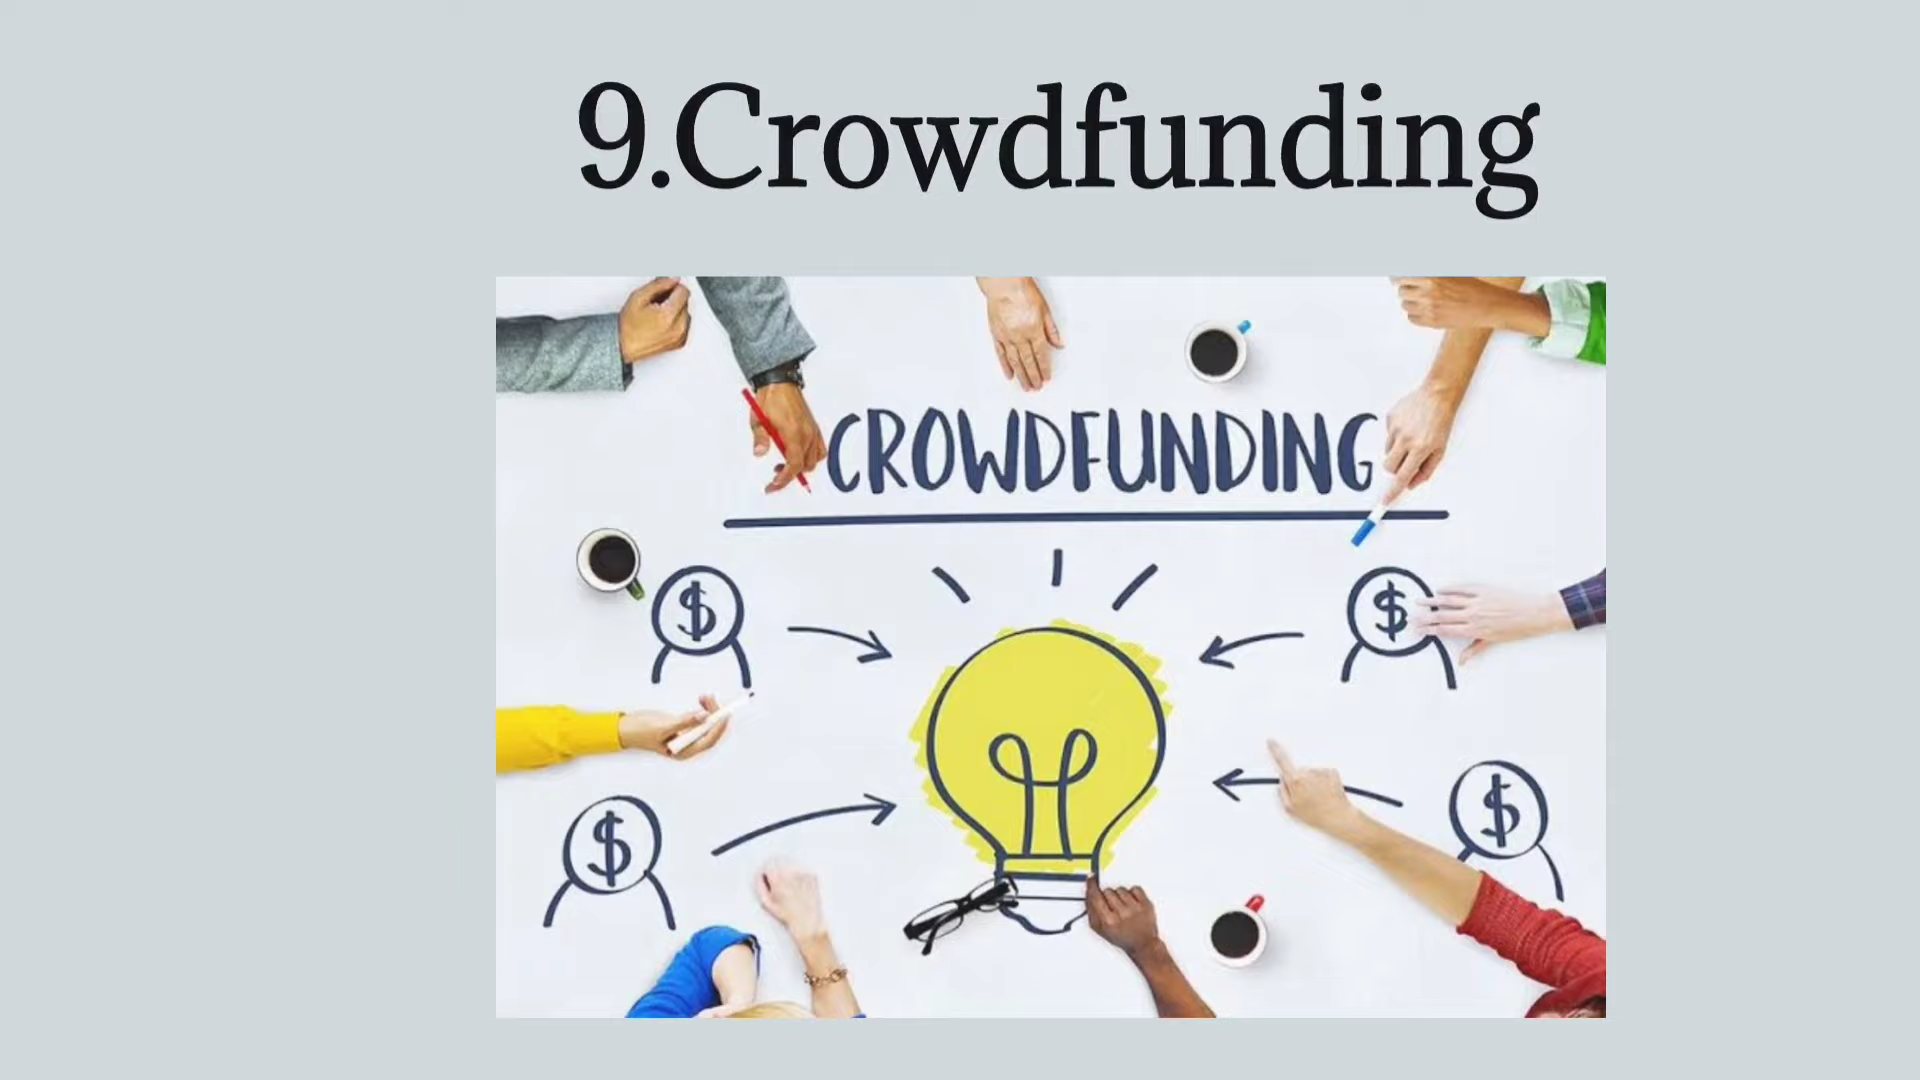 9.Crowdfunding
CROWDFUNDING
$ $
$ $